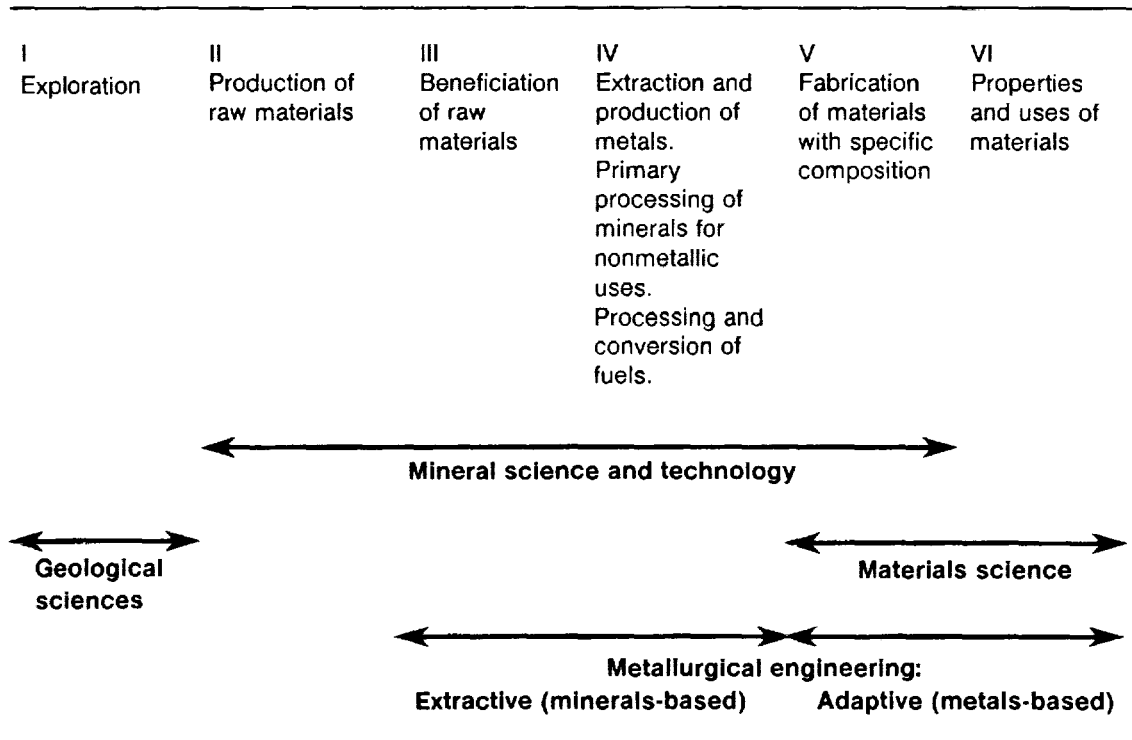 I
Exploration
II
Production of
raw materials
III
Beneficiation
of raw
materials
IV
Extraction and
production of
metals.
Primary
processing of
minerals for
nonmetallic
uses.
Processing and
conversion of
fuels.
V
Fabrication
of materials
with specific
composition
VI
Properties
and uses of
materials
Mineral science and technology
Geological
sciences
Materials science
Metallurgical engineering:
Extractive (minerals-based)
Adaptive (metals-based)